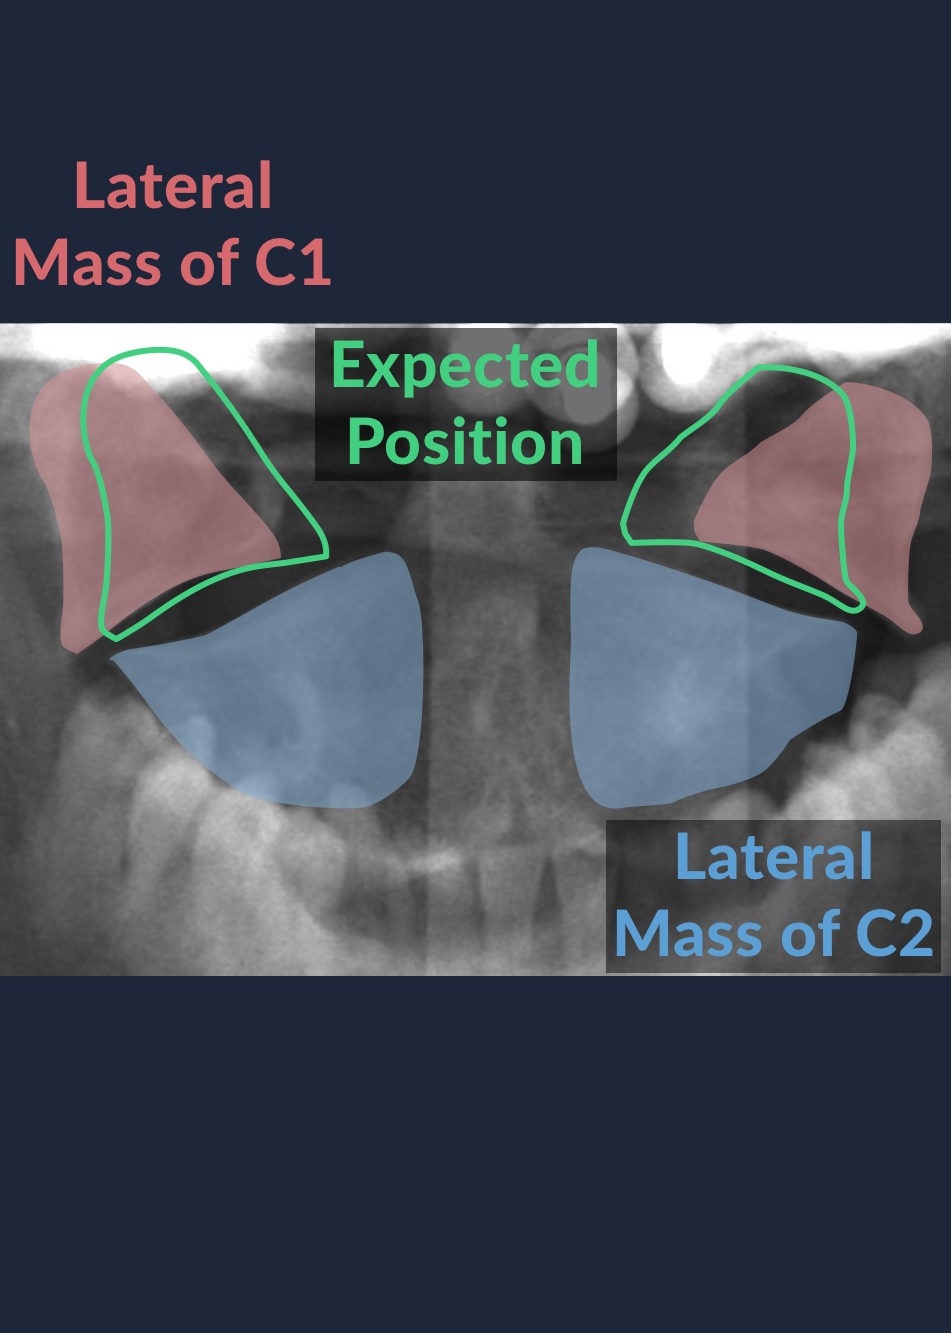 Lateral
Mass of C1
Expected
Position
Lateral
Mass of C2